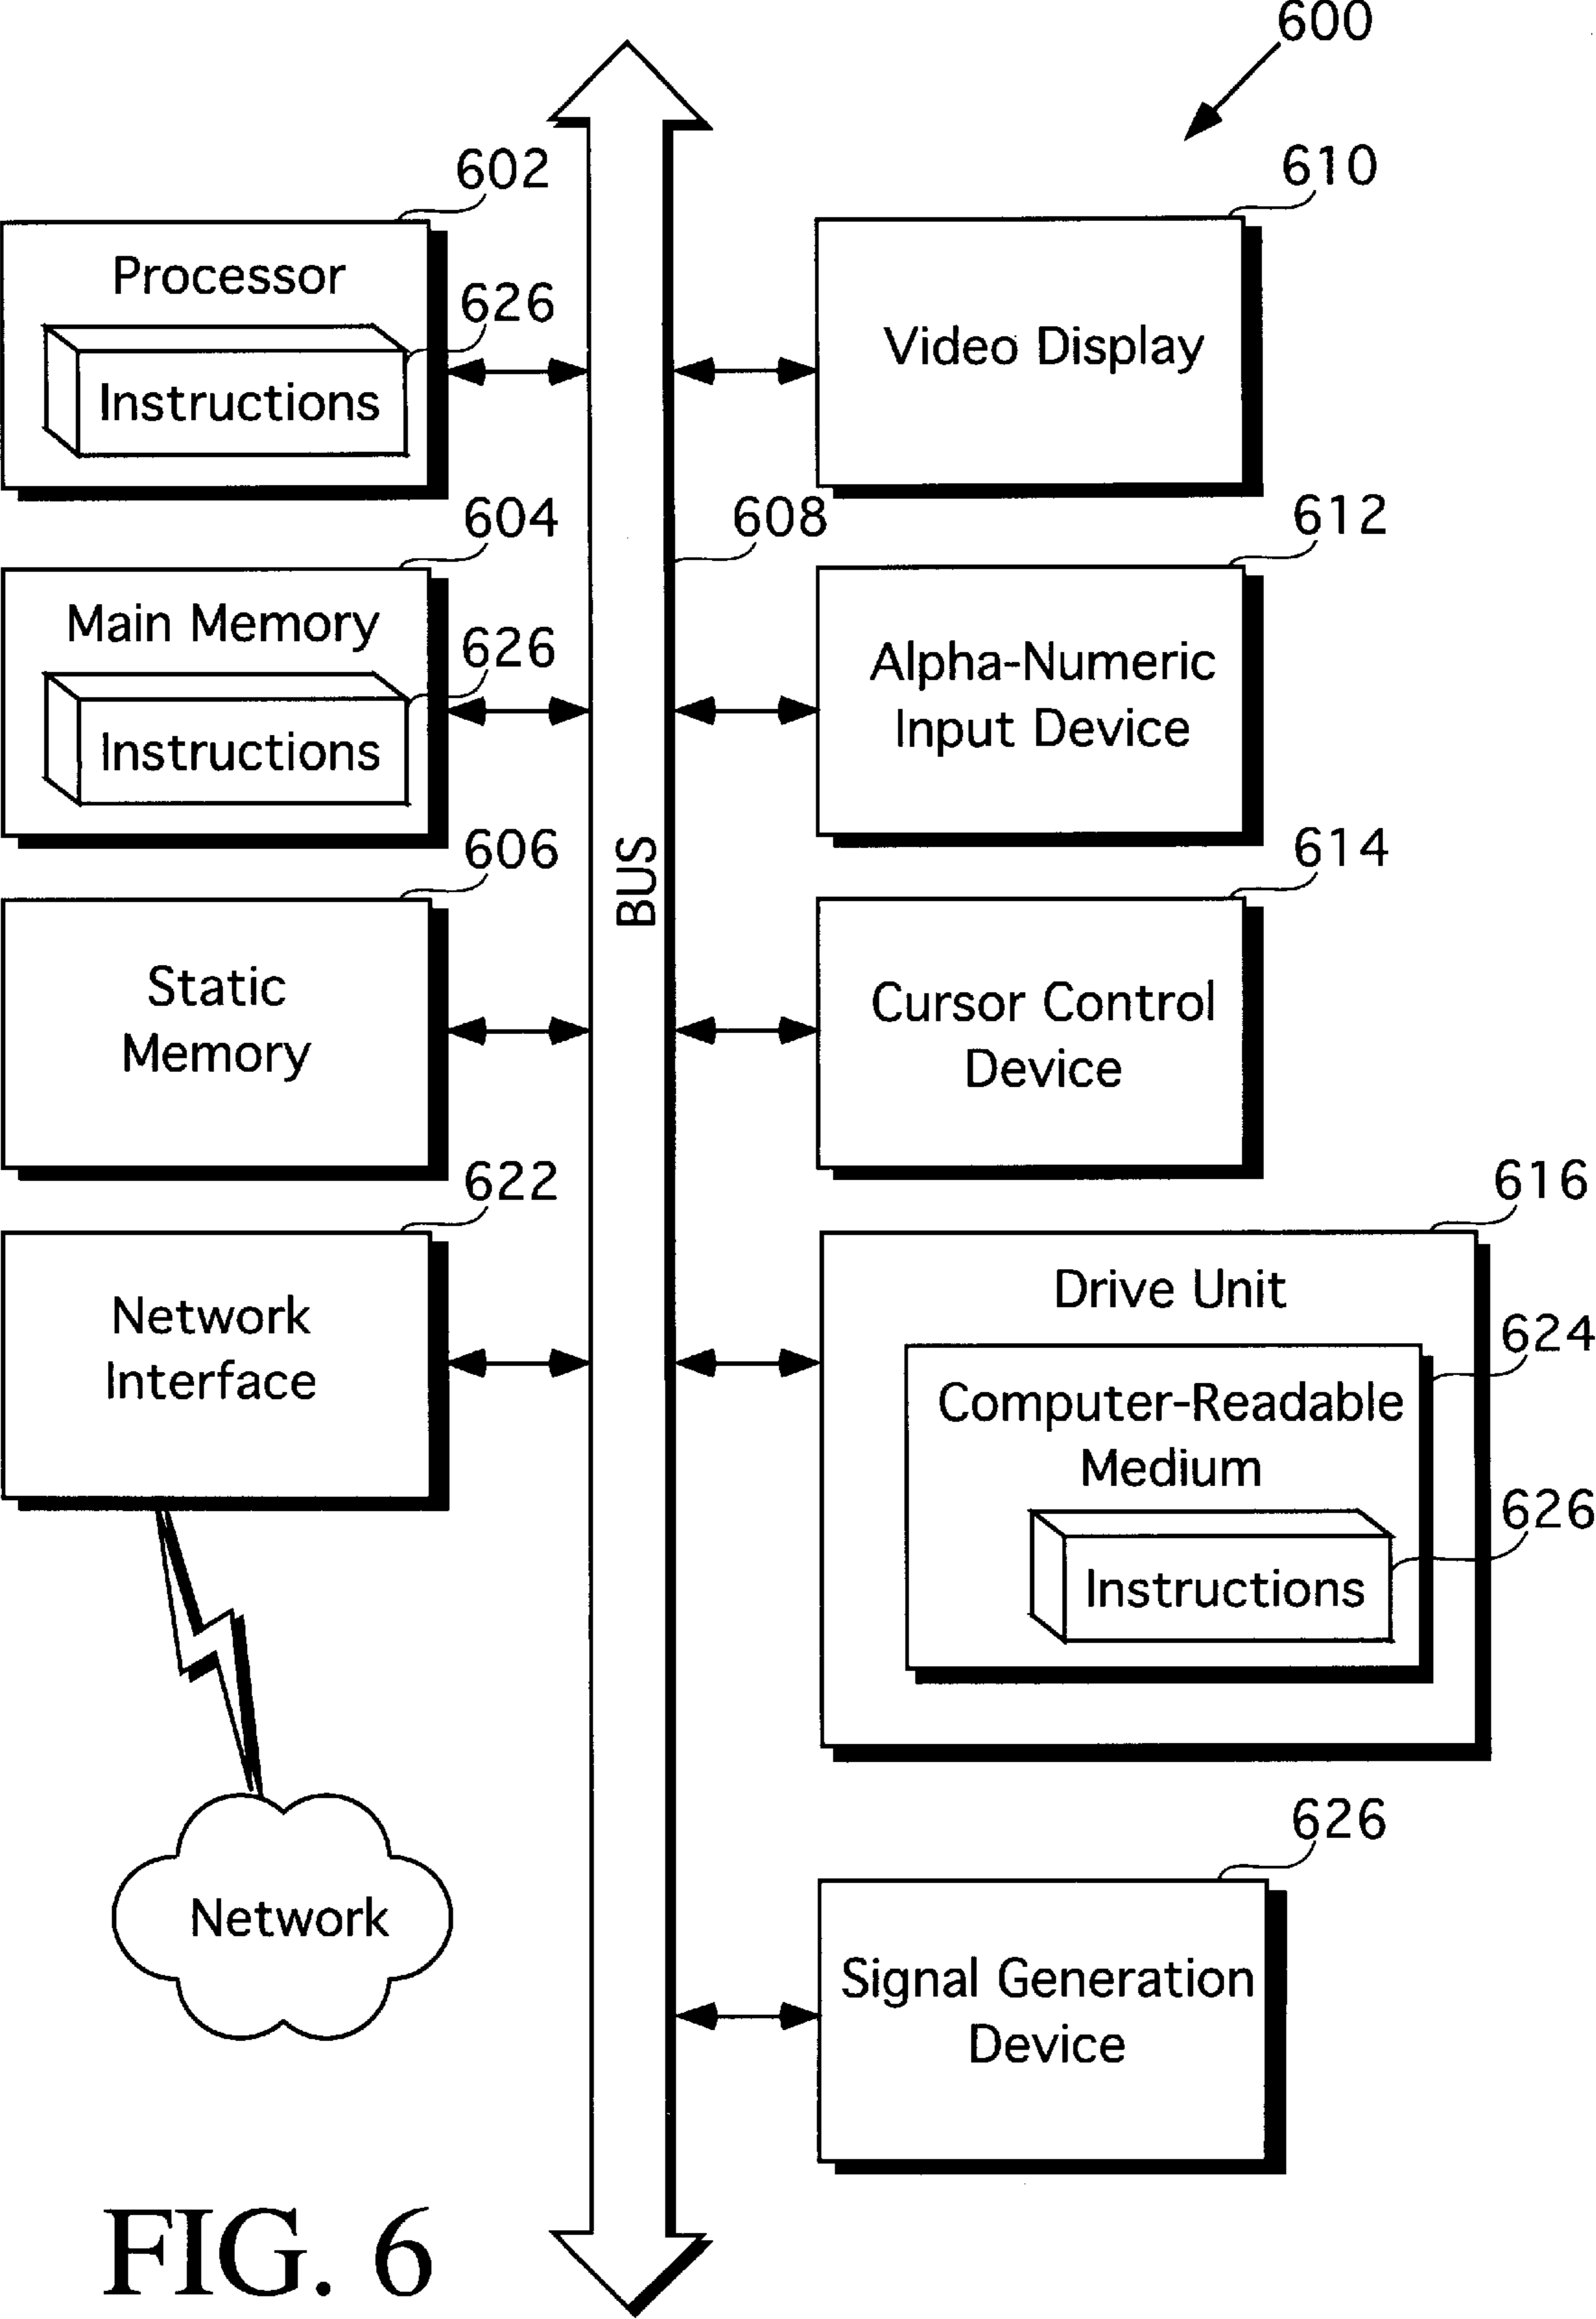 600
602
Processor
626
Instructions
610
Video Display
604
Main Memory
626
Instructions
608
BUS
612
Alpha-Numeric
Input Device
606
Static
Memory
614
Cursor Control
Device
622
Network
Interface
616
Drive Unit
624
Computer-Readable
Medium
626
Instructions
Network
626
Signal Generation
Device
FIG. 6